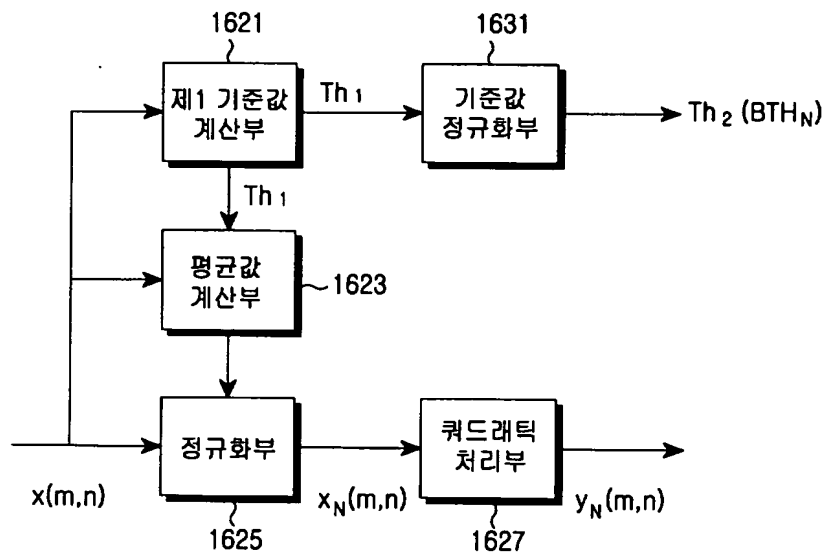 1621
1631
제1 기준값
계산부
Th1
기준값
정규화부
Th2 (BTHN)
Th1
평균값
계산부
1623
정규화부
쿼드래틱
처리부
x(m,n)
xN(m,n)
yN(m,n)
1625
1627